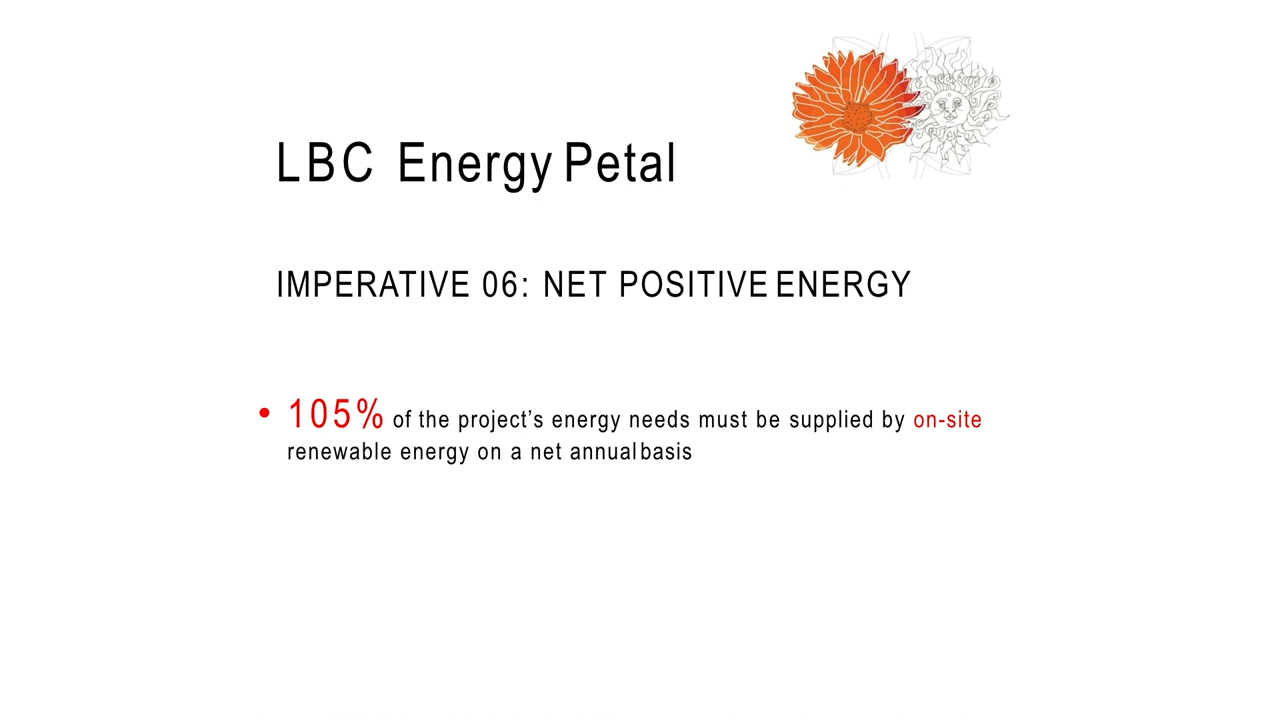 LBC Energy Petal
IMPERATIVE 06: NET POSITIVE ENERGY
• 105% of the project’s energy needs must be supplied by on-site
renewable energy on a net annual basis